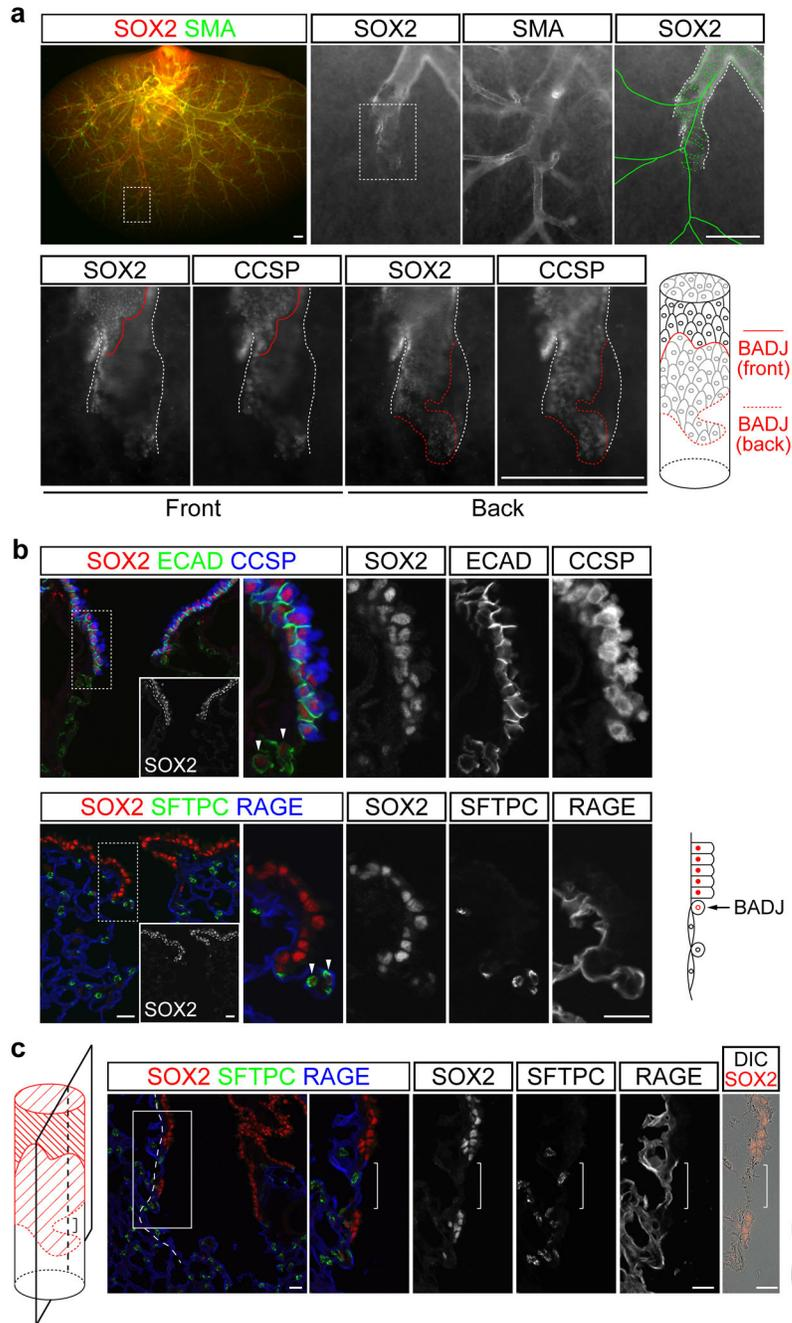 a
SOX2 SMA
SOX2
SMA
SOX2
SOX2
CCSP
SOX2
CCSP
BADJ
(front)
BADJ
(back)
Front
Back
b
SOX2 ECAD CCSP
SOX2
ECAD
CCSP
SOX2
SOX2 SFTPC RAGE
SOX2
SFTPC
RAGE
SOX2
BADJ
c
SOX2 SFTPC RAGE
SOX2
SFTPC
RAGE
DIC
SOX2